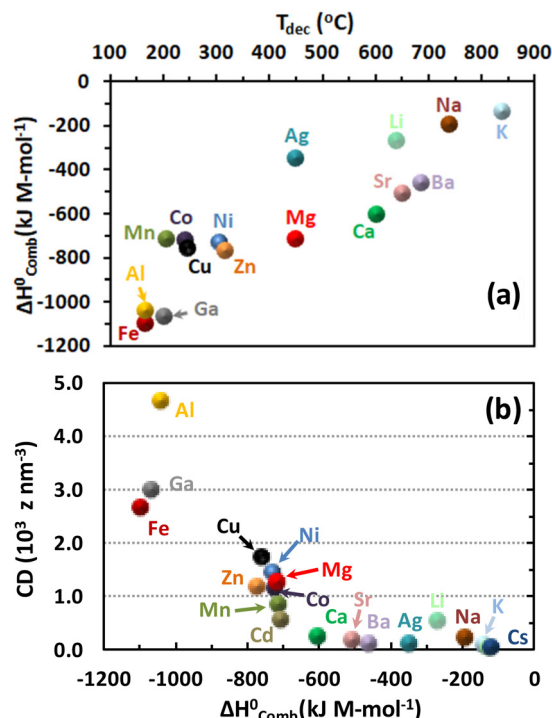 T_dec (°C)
100 200 300 400 500 600 700 800 900
0
-200
-400
-600
-800
-1000
-1200
ΔH⁰_Comb(kJ M-mol⁻¹)
Na
K
Li
Ag
Sr
Ba
Ca
Mg
Mn
Co
Ni
Cu
Zn
Al
Ga
Fe
(a)
5.0
4.0
3.0
2.0
1.0
0.0
CD (10³ z nm⁻³)
(b)
Al
Ga
Fe
Cu
Ni
Zn
Mg
Mn
Co
Cd
Ca
Sr
Ba
Ag
Li
Na
K
Cs
-1200 -1000 -800 -600 -400 -200 0
ΔH⁰_Comb(kJ M-mol⁻¹)